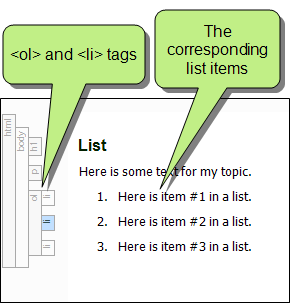 <ol> and <li> tags
The
corresponding
list items
html
body
h1
p
ol
li
li
li
List
Here is some text for my topic.
1. Here is item #1 in a list.
2. Here is item #2 in a list.
3. Here is item #3 in a list.